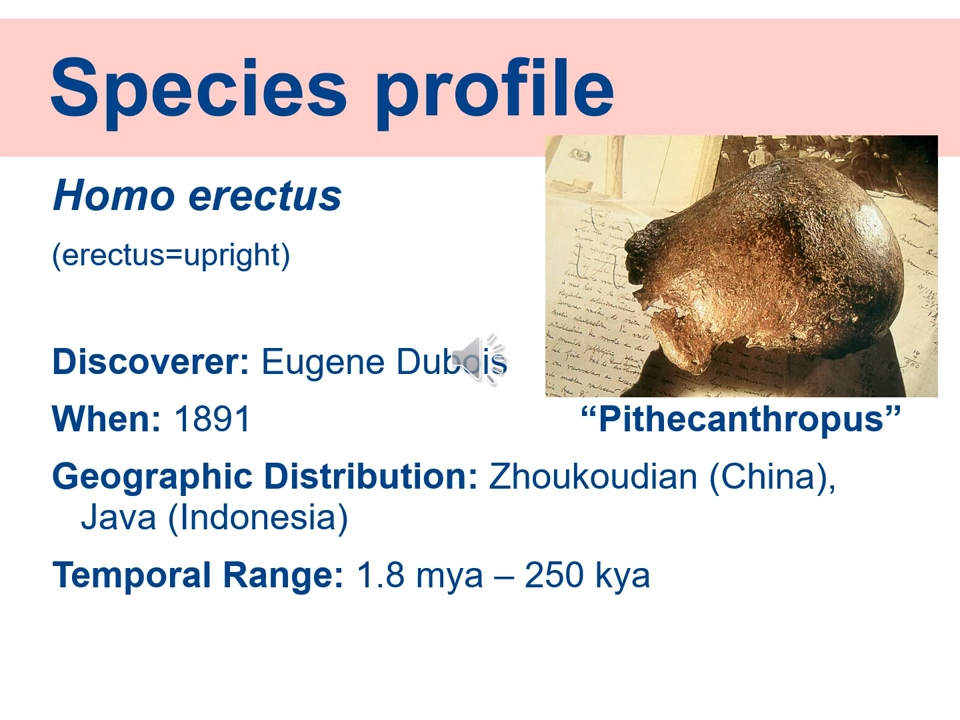 Species profile
Homo erectus
(erectus=upright)
Discoverer: Eugene Dubois
When: 1891
“Pithecanthropus”
Geographic Distribution: Zhoukoudian (China),
Java (Indonesia)
Temporal Range: 1.8 mya – 250 kya